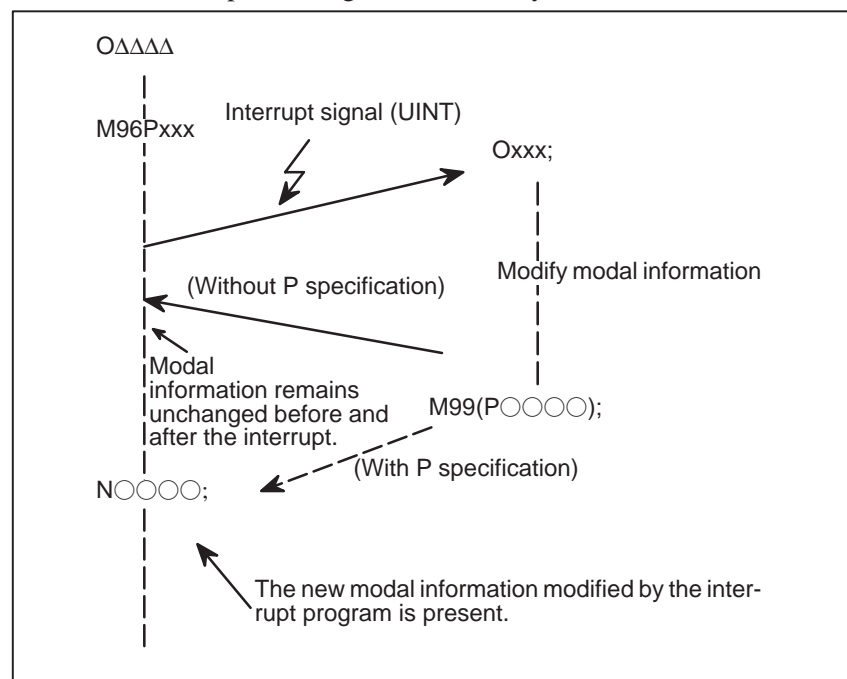 O△△△△
M96Pxxx
Interrupt signal (UINT)
Oxxx;
Modify modal information
(Without P specification)
Modal
information remains
unchanged before and
after the interrupt.
M99(P○○○○);
(With P specification)
N○○○○;
The new modal information modified by the inter-
rupt program is present.